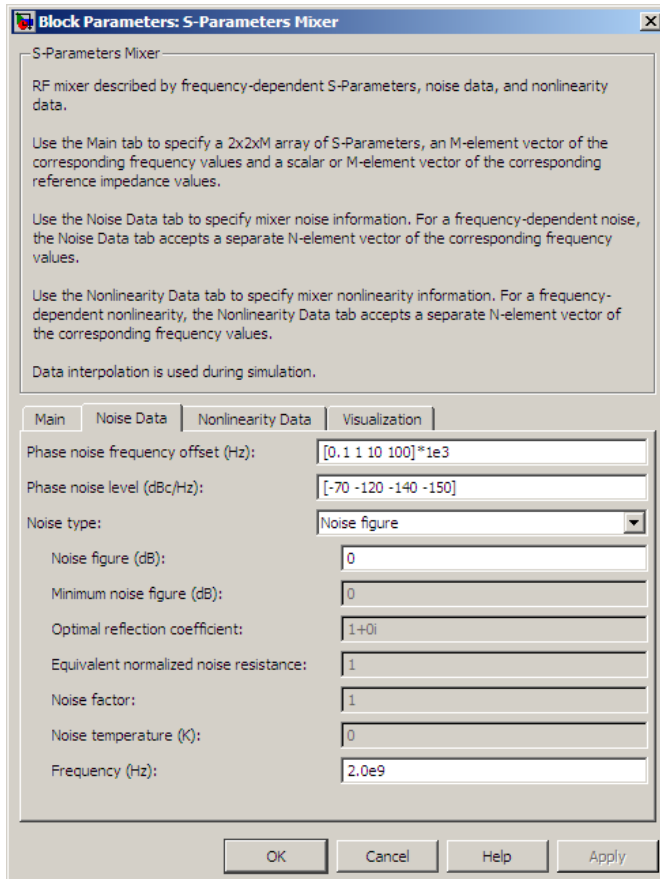 Block Parameters: S-Parameters Mixer
S-Parameters Mixer
RF mixer described by frequency-dependent S-Parameters, noise data, and nonlinearity
data.
Use the Main tab to specify a 2x2xM array of S-Parameters, an M-element vector of the
corresponding frequency values and a scalar or M-element vector of the corresponding
reference impedance values.
Use the Noise Data tab to specify mixer noise information. For a frequency-dependent noise,
the Noise Data tab accepts a separate N-element vector of the corresponding frequency
values.
Use the Nonlinearity Data tab to specify mixer nonlinearity information. For a frequency-
dependent nonlinearity, the Nonlinearity Data tab accepts a separate N-element vector of
the corresponding frequency values.
Data interpolation is used during simulation.
Main Noise Data Nonlinearity Data Visualization
Phase noise frequency offset (Hz): [0.1 1 10 100]*1e3
Phase noise level (dBc/Hz): [-70 -120 -140 -150]
Noise type: Noise figure
Noise figure (dB): 0
Minimum noise figure (dB): 0
Optimal reflection coefficient: 1+0i
Equivalent normalized noise resistance: 1
Noise factor: 1
Noise temperature (K): 0
Frequency (Hz): 2.0e9
OK Cancel Help Apply